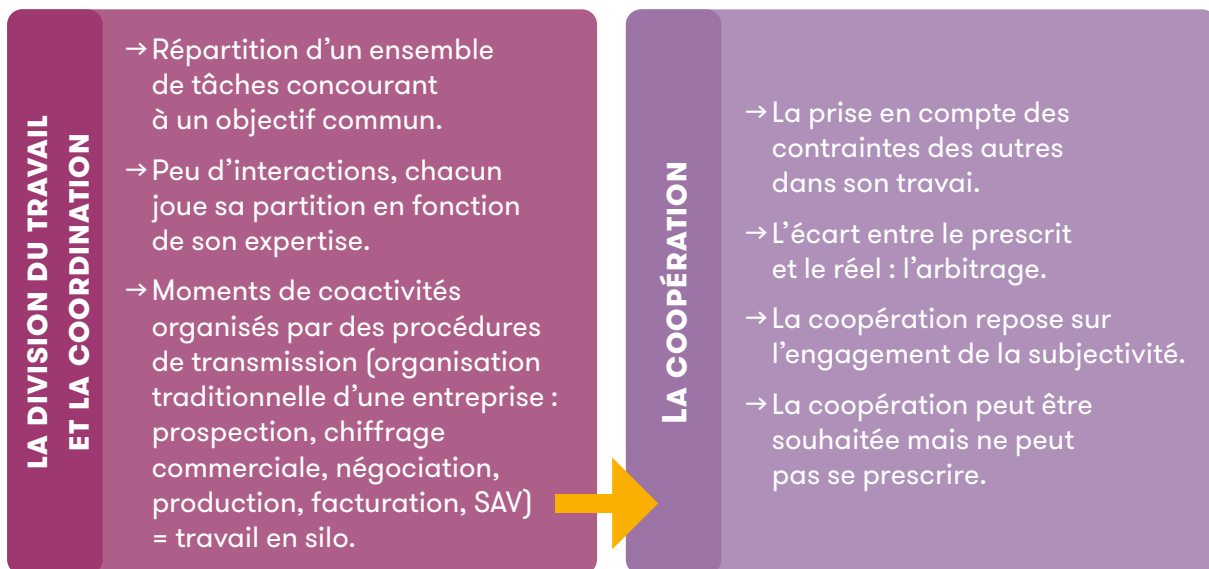 LA DIVISION DU TRAVAIL
ET LA COORDINATION
→ Répartition d’un ensemble
de tâches concourant
à un objectif commun.
→ Peu d’interactions, chacun
joue sa partition en fonction
de son expertise.
→ Moments de coactivités
organisés par des procédures
de transmission (organisation
traditionnelle d’une entreprise :
prospection, chiffrage
commerciale, négociation,
production, facturation, SAV)
= travail en silo.
LA COOPÉRATION
→ La prise en compte des
contraintes des autres
dans son travai.
→ L’écart entre le prescrit
et le réel : l’arbitrage.
→ La coopération repose sur
l’engagement de la subjectivité.
→ La coopération peut être
souhaitée mais ne peut
pas se prescrire.